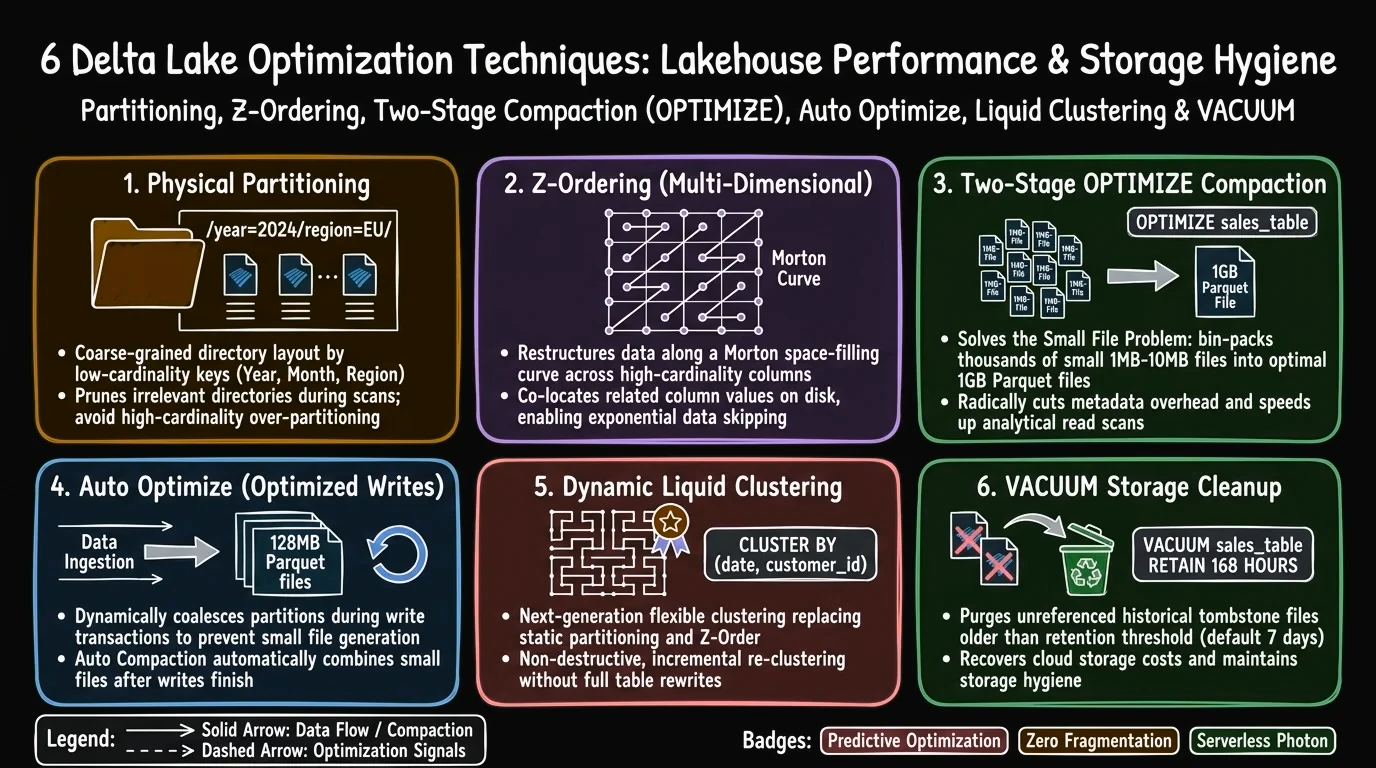 6 Delta Lake Optimization Techniques: Lakehouse Performance & Storage Hygiene
Partitioning, Z-Ordering, Two-Stage Compaction (OPTIMIZE), Auto Optimize, Liquid Clustering & VACUUM
1. Physical Partitioning
/year=2024/region=EU/
...
• Coarse-grained directory layout by
low-cardinality keys (Year, Month, Region)
• Prunes irrelevant directories during scans;
avoid high-cardinality over-partitioning
2. Z-Ordering (Multi-Dimensional)
Morton
Curve
• Restructures data along a Morton space-filling
curve across high-cardinality columns
• Co-locates related column values on disk,
enabling exponential data skipping
3. Two-Stage OPTIMIZE Compaction
OPTIMIZE sales_table
1GB
Parquet
File
• Solves the Small File Problem: bin-packs
thousands of small 1MB-10MB files into optimal
1GB Parquet files
• Radically cuts metadata overhead and speeds
up analytical read scans
4. Auto Optimize (Optimized Writes)
Data
Ingestion
128MB
Parquet
files
• Dynamically coalesces partitions during write
transactions to prevent small file generation
• Auto Compaction automatically combines small
files after writes finish
5. Dynamic Liquid Clustering
CLUSTER BY
(date, customer_id)
• Next-generation flexible clustering replacing
static partitioning and Z-Order
• Non-destructive, incremental re-clustering
without full table rewrites
6. VACUUM Storage Cleanup
VACUUM sales_table
RETAIN 168 HOURS
• Purges unreferenced historical tombstone files
older than retention threshold (default 7 days)
• Recovers cloud storage costs and maintains
storage hygiene
Legend:
Solid Arrow: Data Flow / Compaction
Dashed Arrow: Optimization Signals
Badges:
Predictive Optimization
Zero Fragmentation
Serverless Photon